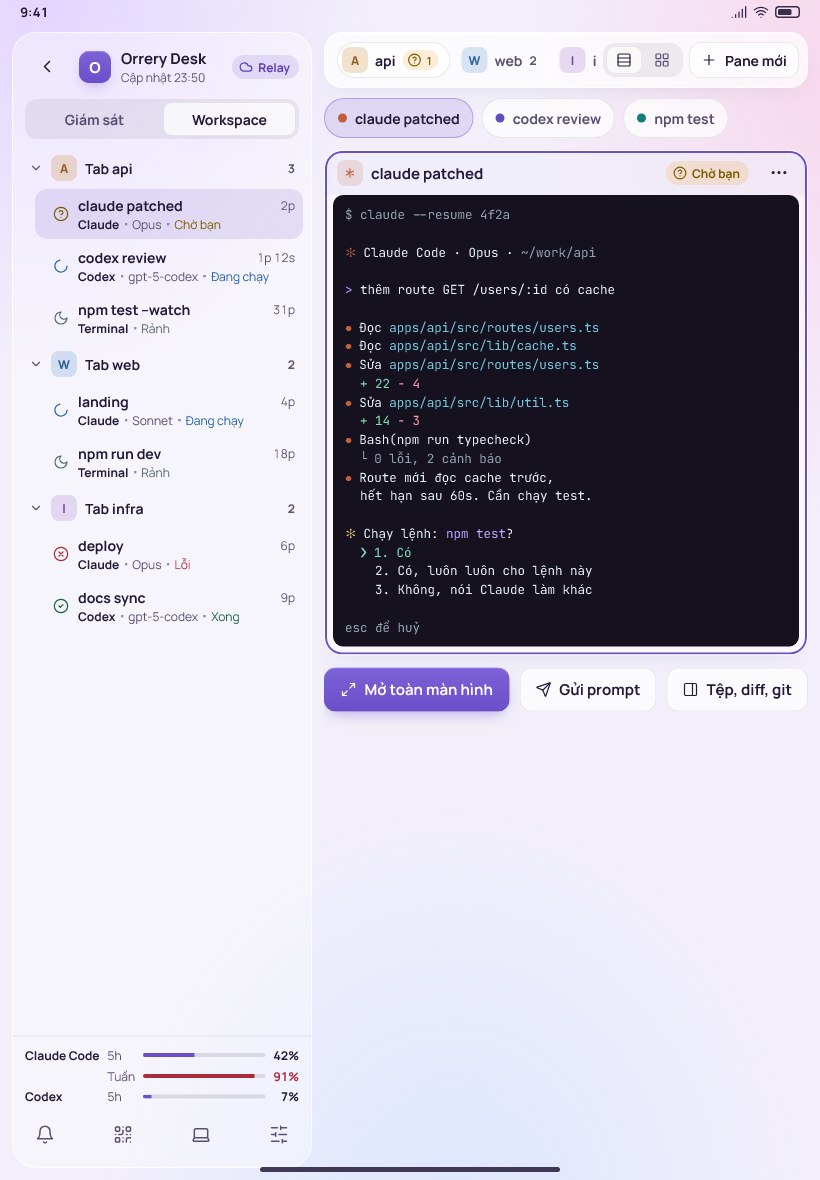 9:41
O
Orrery Desk
Cập nhật 23:50
Relay
Giám sát
Workspace
A Tab api 3
claude patched 2p
Claude • Opus • Chờ bạn
codex review 1p 12s
Codex • gpt-5-codex • Đang chạy
npm test –watch 31p
Terminal • Rảnh
W Tab web 2
landing 4p
Claude • Sonnet • Đang chạy
npm run dev 18p
Terminal • Rảnh
I Tab infra 2
deploy 6p
Claude • Opus • Lỗi
docs sync 9p
Codex • gpt-5-codex • Xong
Claude Code 5h 42%
Tuần 91%
Codex 5h 7%
A api 1 W web 2 I i
Pane mới
claude patched
codex review
npm test
claude patched
Chờ bạn
$ claude --resume 4f2a
✻ Claude Code · Opus · ~/work/api
> thêm route GET /users/:id có cache
● Đọc apps/api/src/routes/users.ts
● Đọc apps/api/src/lib/cache.ts
● Sửa apps/api/src/routes/users.ts
+ 22 - 4
● Sửa apps/api/src/lib/util.ts
+ 14 - 3
● Bash(npm run typecheck)
└ 0 lỗi, 2 cảnh báo
● Route mới đọc cache trước,
hết hạn sau 60s. Cần chạy test.
✻ Chạy lệnh: npm test?
❯ 1. Có
2. Có, luôn luôn cho lệnh này
3. Không, nói Claude làm khác
esc để huỷ
Mở toàn màn hình
Gửi prompt
Tệp, diff, git